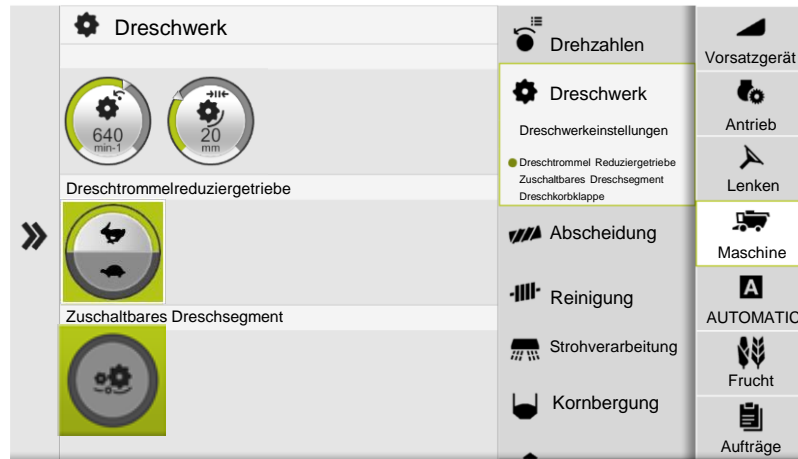 Dreschwerk
640
min-1
20
mm
Dreschtrommelreduziergetriebe
Zuschaltbares Dreschsegment
Drehzahlen
Dreschwerk
Dreschwerkeinstellungen
Dreschtrommel Reduziergetriebe
Zuschaltbares Dreschsegment
Dreschkorbklappe
Abscheidung
Reinigung
Strohverarbeitung
Kornbergung
Vorsatzgerät
Antrieb
Lenken
Maschine
A
AUTOMATIC
Frucht
Aufträge